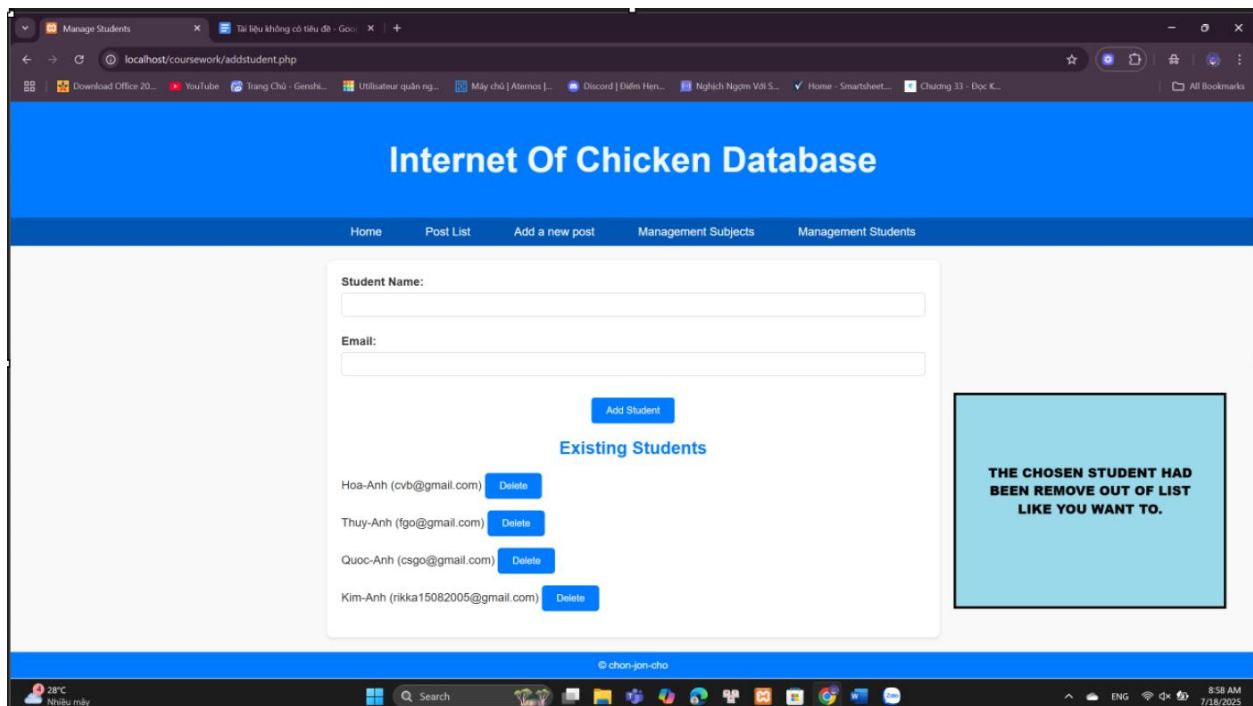 Manage Students
Tài liệu không có tiêu đề - Goo
localhost/coursework/addstudent.php
Download Office 20...
YouTube
Trang Chủ - Genshi...
Utilisateur quản ng...
Máy chủ | Aternos |...
Discord | Điểm Hẹn...
Nghịch Ngợm Với S...
Home - Smartsheet....
Chương 33 - Đọc K...
All Bookmarks
Internet Of Chicken Database
Home
Post List
Add a new post
Management Subjects
Management Students
Student Name:
Email:
Add Student
Existing Students
Hoa-Anh (cvb@gmail.com) Delete
Thuy-Anh (fgo@gmail.com) Delete
Quoc-Anh (csgo@gmail.com) Delete
Kim-Anh (rikka15082005@gmail.com) Delete
THE CHOSEN STUDENT HAD
BEEN REMOVE OUT OF LIST
LIKE YOU WANT TO.
© chon-jon-cho
4
28°C
Nhiều mây
Search
Zalo
ENG
8:58 AM
7/18/2025